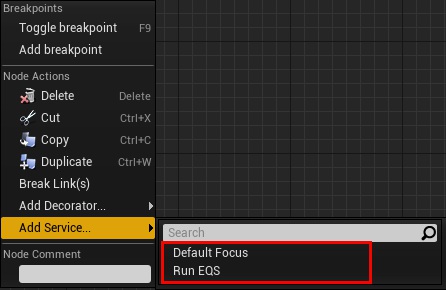 Breakpoints
Toggle breakpoint F9
Add breakpoint
Node Actions
Delete Delete
Cut Ctrl+X
Copy Ctrl+C
Duplicate Ctrl+W
Break Link(s)
Add Decorator...
Add Service...
Node Comment
Search
Default Focus
Run EQS